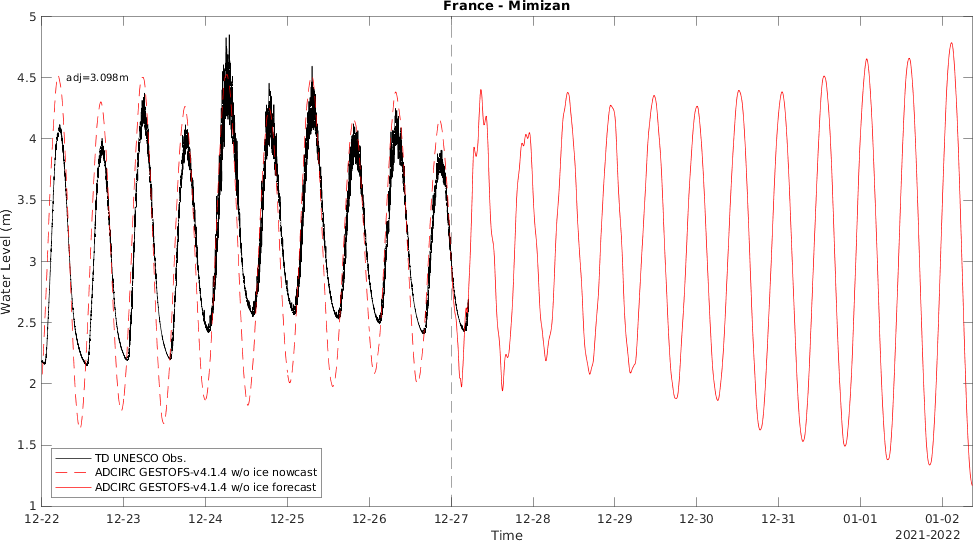 France - Mimizan
5
4.5
4
3.5
3
2.5
2
1.5
1
Water Level (m)
adj=3.098m
TD UNESCO Obs.
ADCIRC GESTOFS-v4.1.4 w/o ice nowcast
ADCIRC GESTOFS-v4.1.4 w/o ice forecast
12-22 12-23 12-24 12-25 12-26 12-27 12-28 12-29 12-30 12-31 01-01 01-02
Time
2021-2022